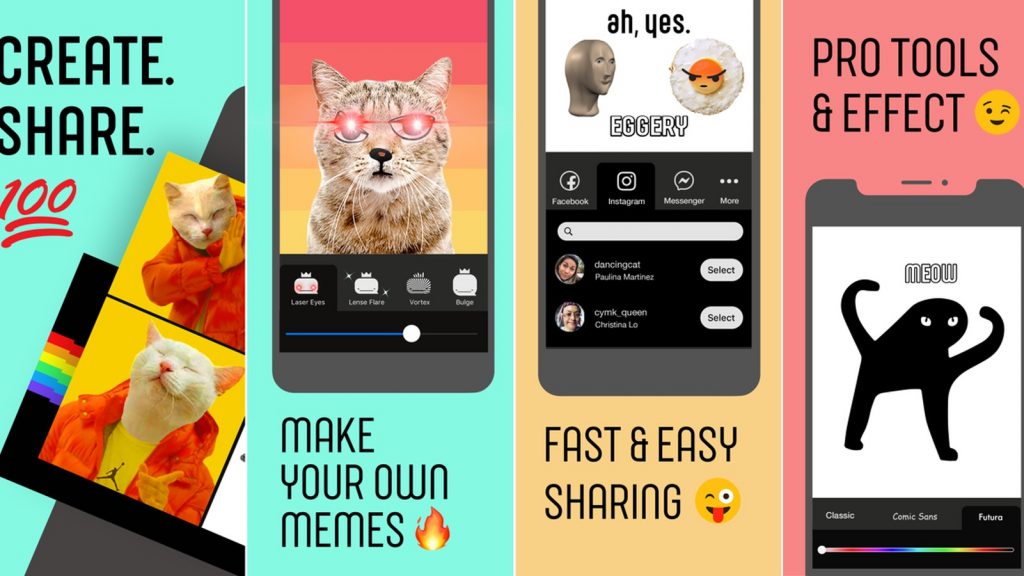 CREATE.
SHARE.
100
Laser Eyes
Lense Flare
Vortex
Bulge
MAKE
YOUR OWN
MEMES 🔥
ah, yes.
EGGERY
Facebook
Instagram
Messenger
More
dancingcat
Paulina Martinez
Select
cymk_queen
Christina Lo
Select
FAST & EASY
SHARING 😜
PRO TOOLS
& EFFECT 😉
MEOW
Classic
Comic Sans
Futura